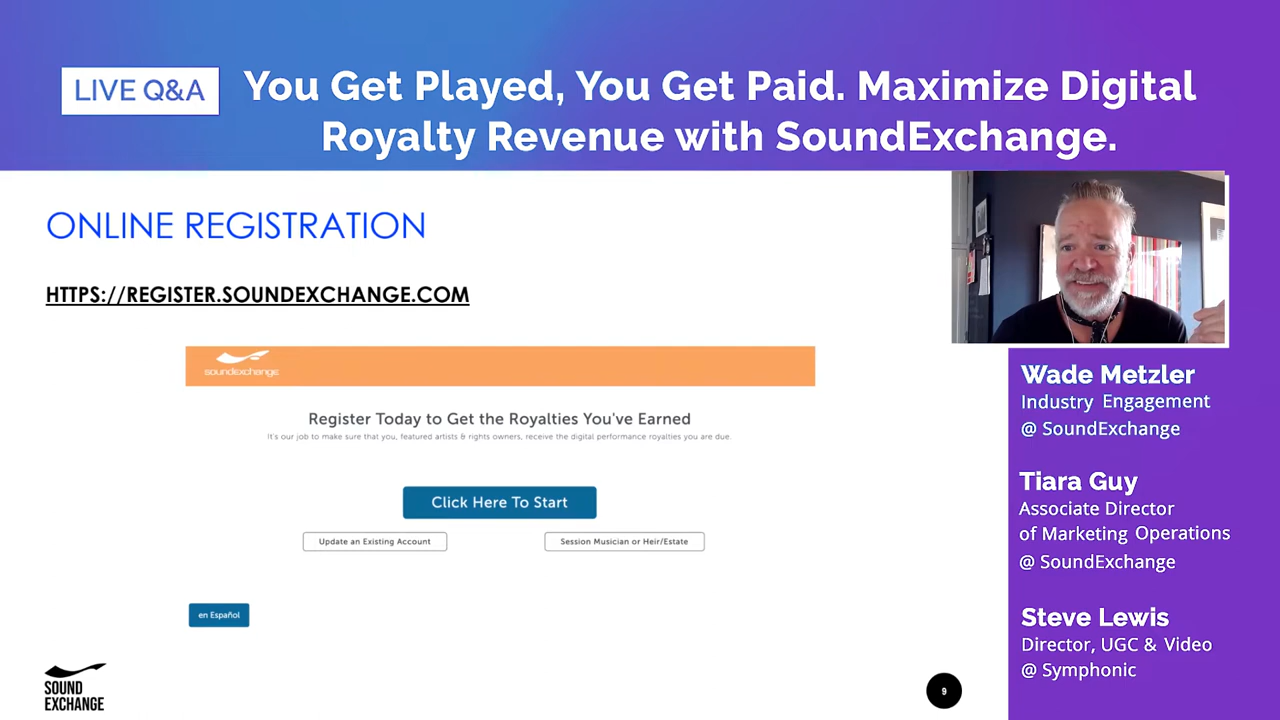 LIVE Q&A
You Get Played, You Get Paid. Maximize Digital
Royalty Revenue with SoundExchange.
ONLINE REGISTRATION
HTTPS://REGISTER.SOUNDEXCHANGE.COM
soundexchange
Register Today to Get the Royalties You've Earned
It's our job to make sure that you, featured artists & rights owners, receive the digital performance royalties you are due.
Click Here To Start
Update an Existing Account
Session Musician or Heir/Estate
en Español
SOUND
EXCHANGE
9
Wade Metzler
Industry Engagement
@ SoundExchange
Tiara Guy
Associate Director
of Marketing Operations
@ SoundExchange
Steve Lewis
Director, UGC & Video
@ Symphonic